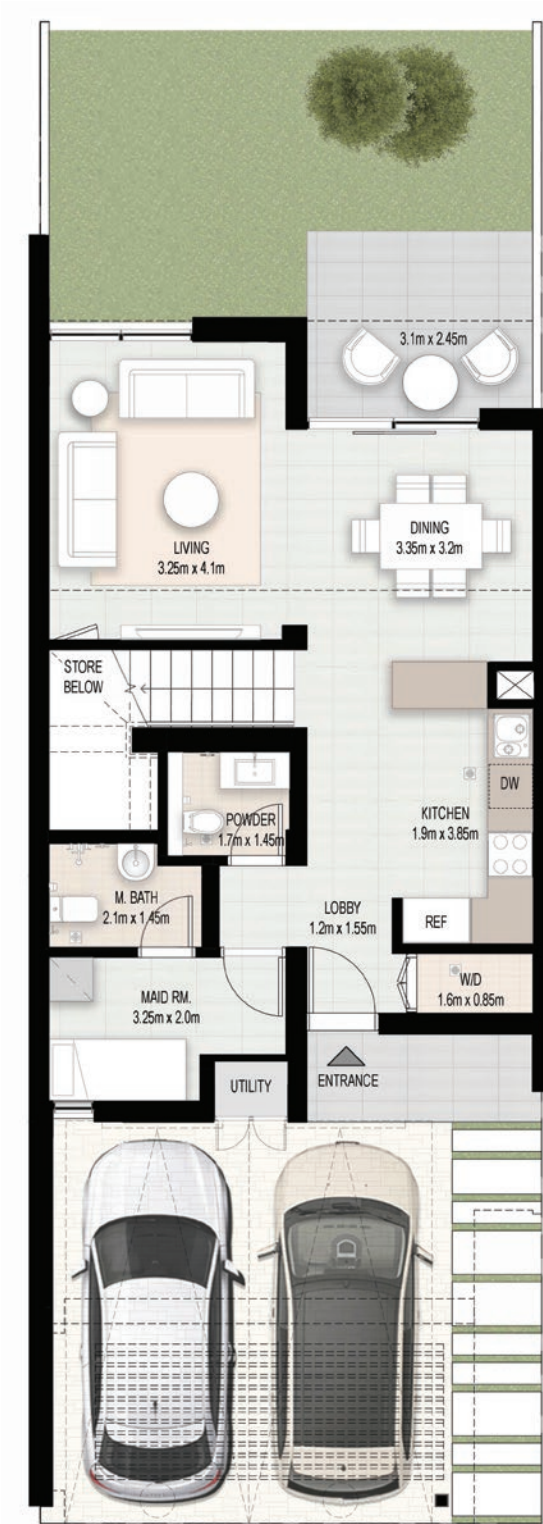 3.1m x 2.45m
DINING
3.35m x 3.2m
LIVING
3.25m x 4.1m
STORE
BELOW
DW
POWDER
1.7m x 1.45m
KITCHEN
1.9m x 3.85m
M. BATH
2.1m x 1.45m
LOBBY
1.2m x 1.55m
REF
W/D
1.6m x 0.85m
MAID RM.
3.25m x 2.0m
UTILITY
ENTRANCE